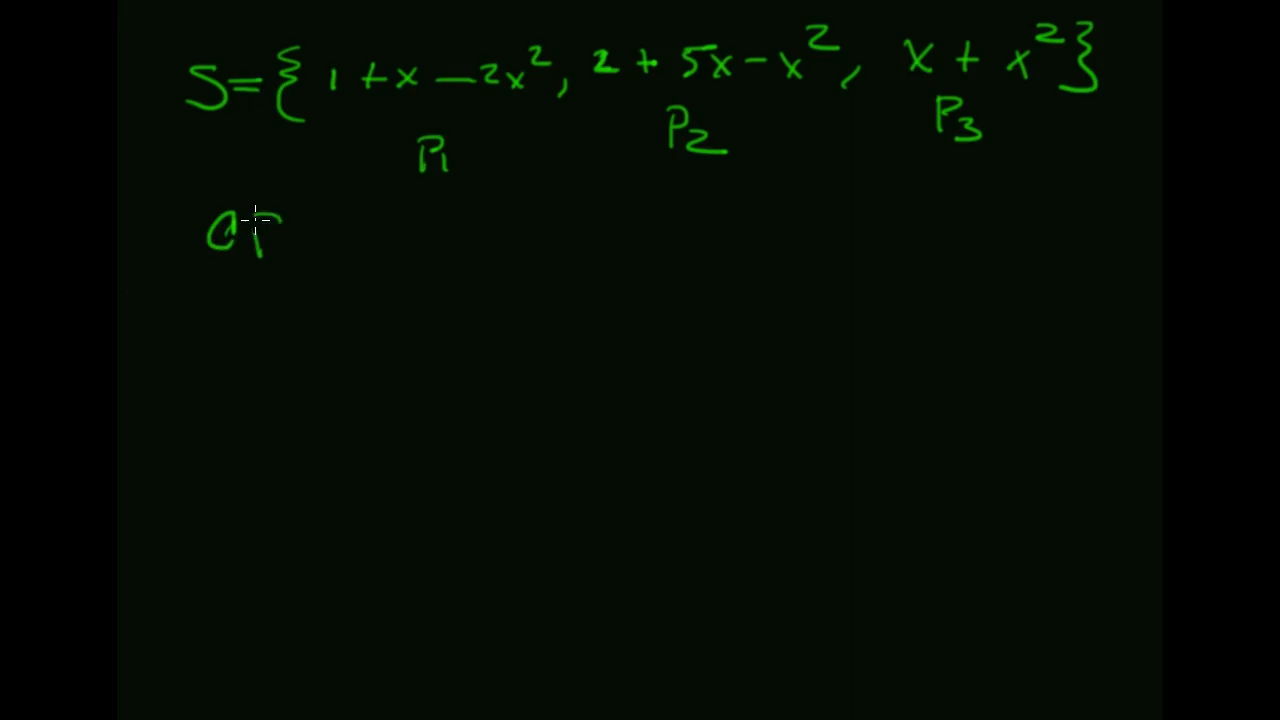 S={1+x-2x², 2+5x-x², x+x²}
P₁ P₂ P₃